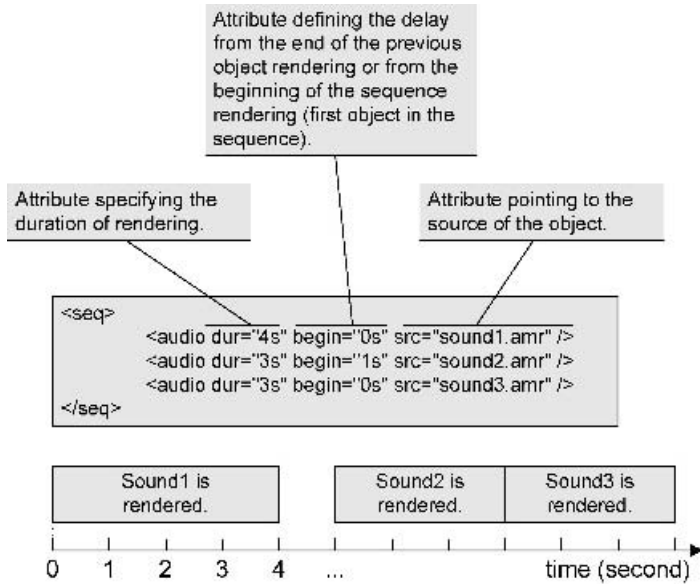 Attribute defining the delay
from the end of the previous
object rendering or from the
beginning of the sequence
rendering (first object in the
sequence).
Attribute specifying the
duration of rendering.
Attribute pointing to the
source of the object.
<seq>
<audio dur="4s" begin="0s" src="sound1.amr" />
<audio dur="3s" begin="1s" src="sound2.amr" />
<audio dur="3s" begin="0s" src="sound3.amr" />
</seq>
Sound1 is
rendered.
Sound2 is
rendered.
Sound3 is
rendered.
0 1 2 3 4 ... time (second)